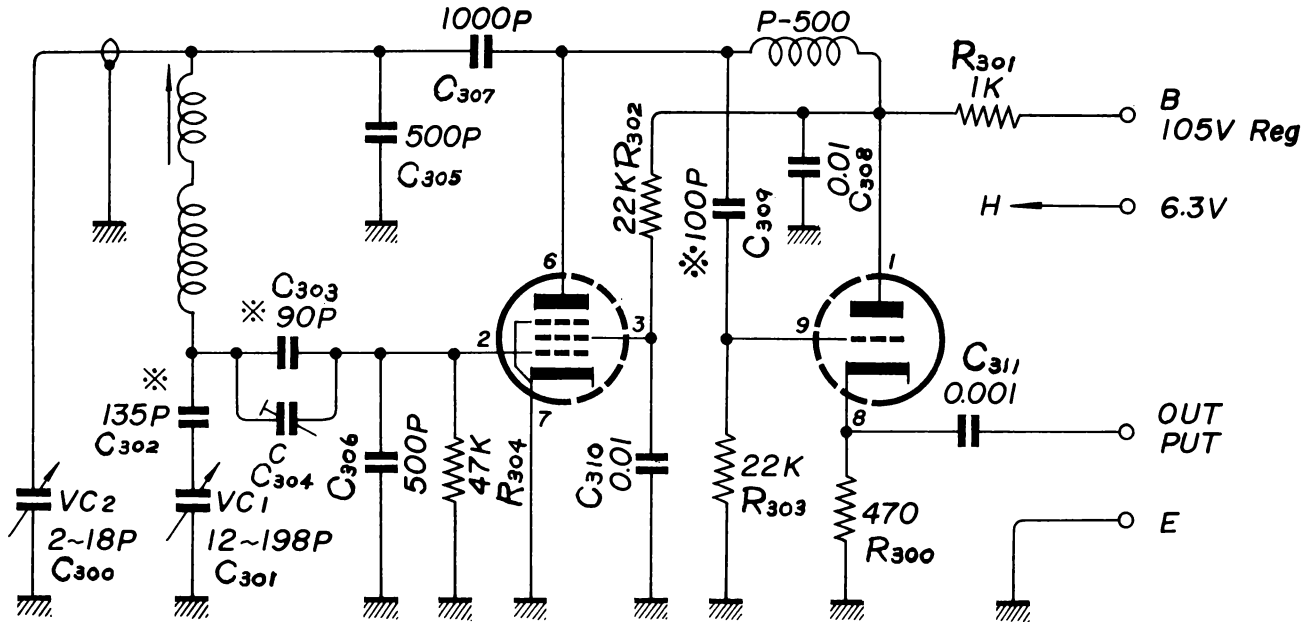 1000P
C307
P-500
R301
1K
B
105V Reg
500P
C305
22K R302
※100P
C309
0.01
C308
H
6.3V
6
1
C303
※ 90P
2
3
9
※
135P
C302
C
C304
7
8
C311
0.001
OUT
PUT
C306
500P
47K
R304
C310
0.01
22K
R303
470
R300
E
VC2
2~18P
C300
VC1
12~198P
C301